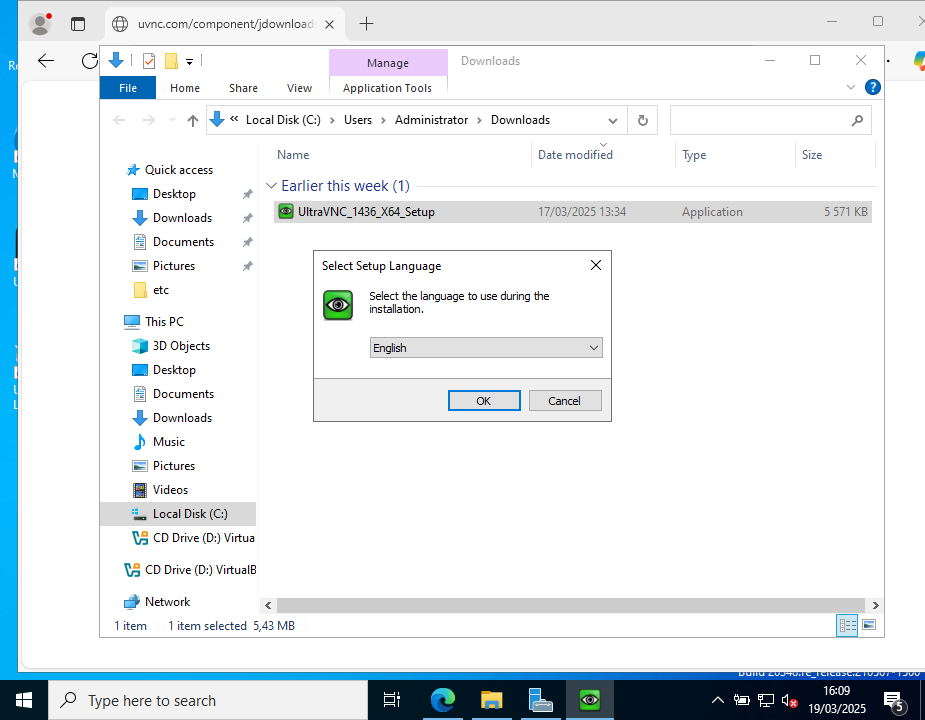 uvnc.com/component/jdownload
Manage
Downloads
File
Home
Share
View
Application Tools
« Local Disk (C:) › Users › Administrator › Downloads
Name
Date modified
Type
Size
Earlier this week (1)
UltraVNC_1436_X64_Setup
17/03/2025 13:34
Application
5 571 KB
Quick access
Desktop
Downloads
Documents
Pictures
etc
This PC
3D Objects
Desktop
Documents
Downloads
Music
Pictures
Videos
Local Disk (C:)
CD Drive (D:) Virtua
CD Drive (D:) VirtualB
Network
Select Setup Language
Select the language to use during the
installation.
English
OK
Cancel
1 item
1 item selected 5,43 MB
Type here to search
16:09
19/03/2025
5